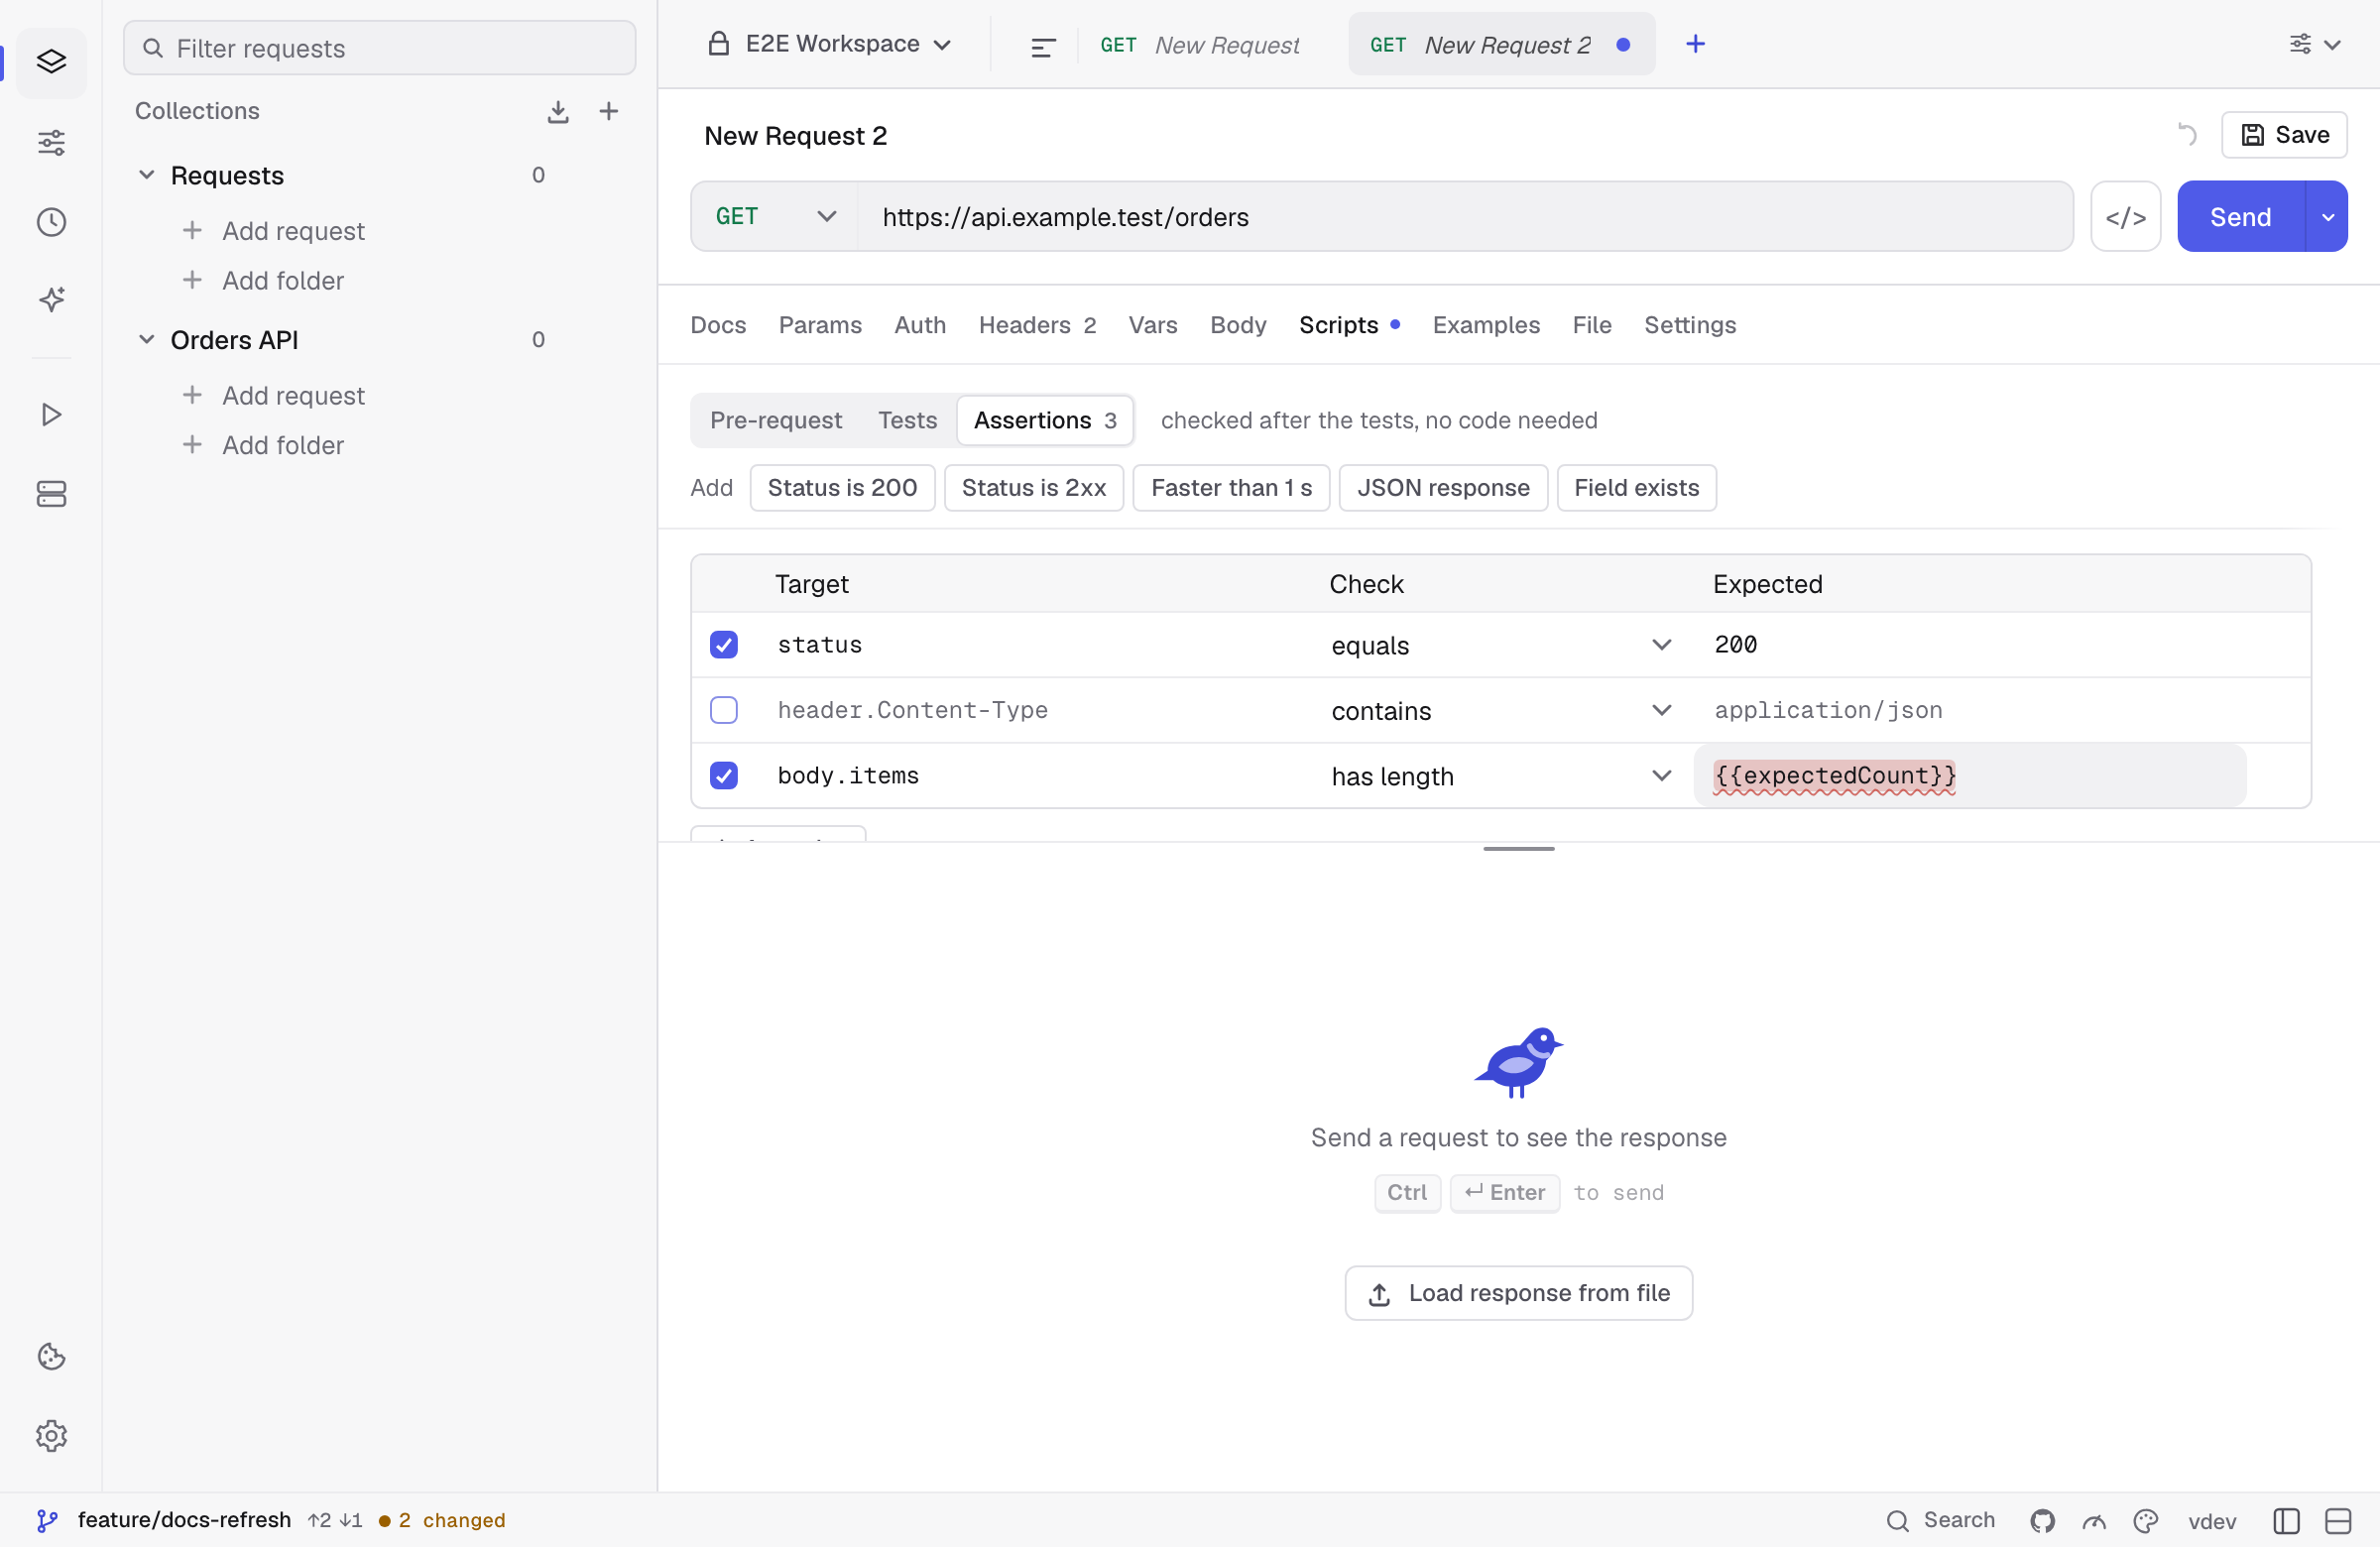 Filter requests
Collections
Requests 0
Add request
Add folder
Orders API 0
Add request
Add folder
E2E Workspace
GET New Request
GET New Request 2
New Request 2
Save
GET https://api.example.test/orders
</>
Send
Docs Params Auth Headers 2 Vars Body Scripts Examples File Settings
Pre-request Tests Assertions 3 checked after the tests, no code needed
Add Status is 200 Status is 2xx Faster than 1 s JSON response Field exists
Target Check Expected
status equals 200
header.Content-Type contains application/json
body.items has length {{expectedCount}}
Send a request to see the response
Ctrl Enter to send
Load response from file
feature/docs-refresh ↑2 ↓1 2 changed
Search vdev